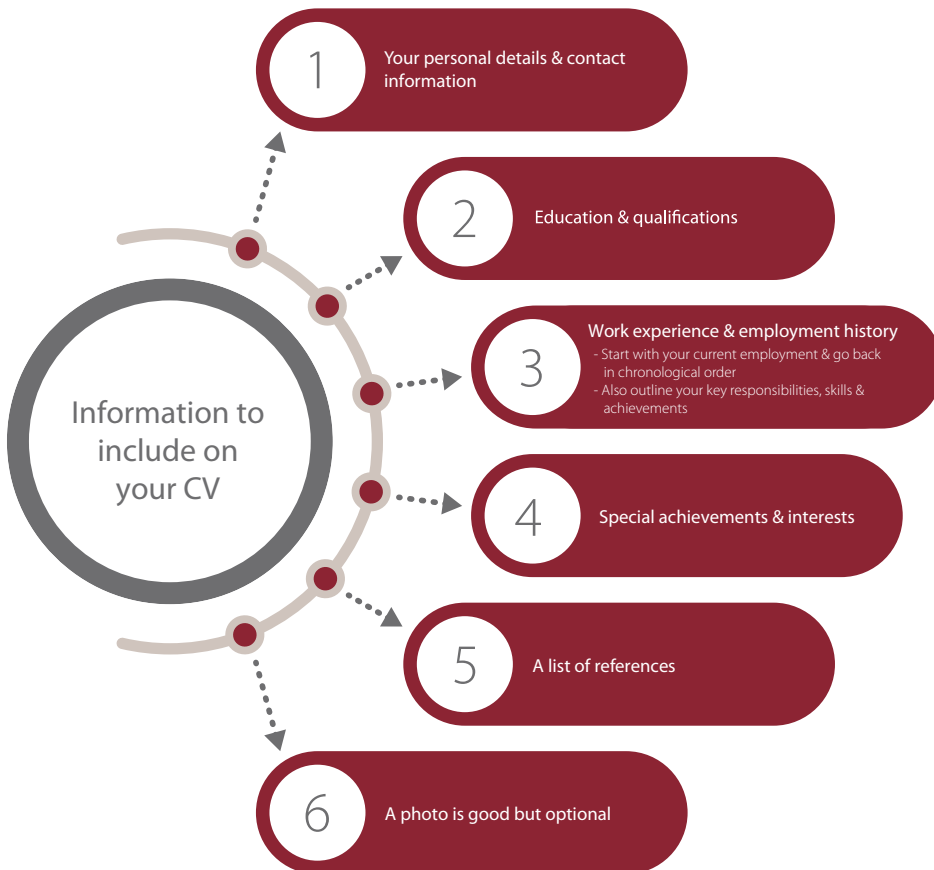 1
Your personal details & contact
information
2
Education & qualifications
3
Work experience & employment history
- Start with your current employment & go back
in chronological order
- Also outline your key responsibilities, skills &
achievements
Information to
include on
your CV
4
Special achievements & interests
5
A list of references
6
A photo is good but optional